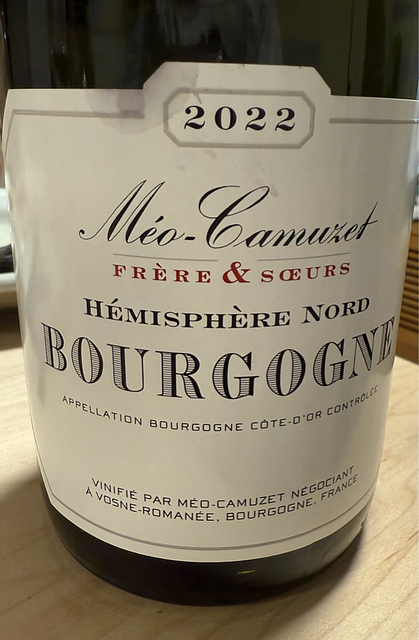 2022
Méo-Camuzet
FRÈRE & SŒURS
HÉMISPHÈRE NORD
BOURGOGNE
APPELLATION BOURGOGNE CÔTE-D'OR CONTRÔLÉE
VINIFIÉ PAR MÉO-CAMUZET NÉGOCIANT
À VOSNE-ROMANÉE, BOURGOGNE, FRANCE